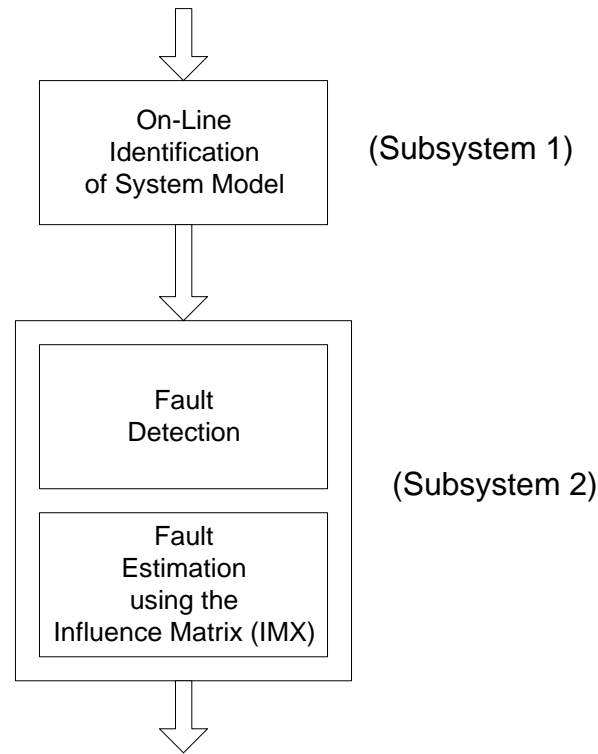 On-Line
Identification
of System Model
(Subsystem 1)
Fault
Detection
(Subsystem 2)
Fault
Estimation
using the
Influence Matrix (IMX)